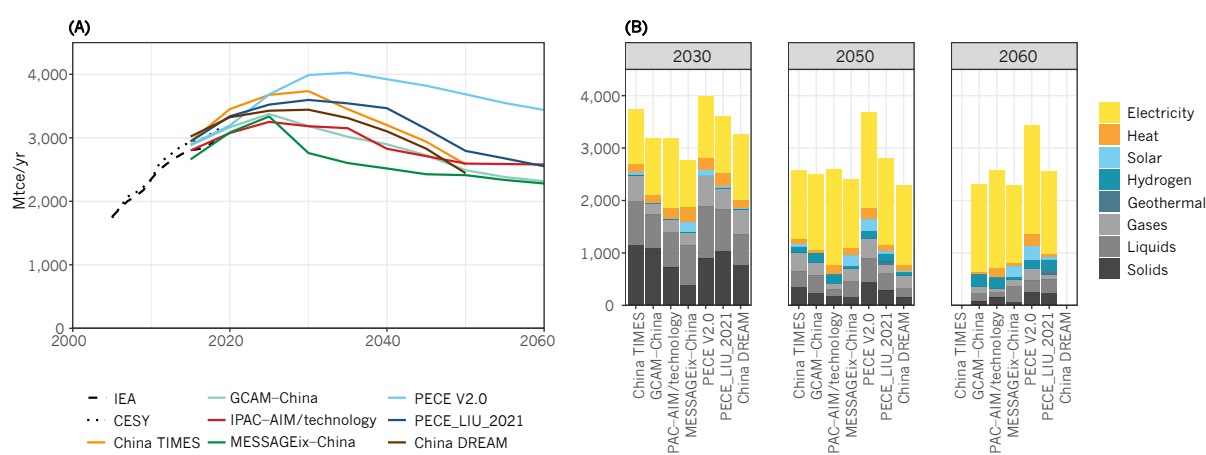 (A)
Mtce/yr
4,000
3,000
2,000
1,000
0
2000
2020
2040
2060
IEA
CESY
China TIMES
GCAM–China
IPAC–AIM/technology
MESSAGEix–China
PECE V2.0
PECE_LIU_2021
China DREAM
(B)
2030
2050
2060
4,000
3,000
2,000
1,000
0
China TIMES
GCAM–China
PAC–AIM/technology
MESSAGEix–China
PECE V2.0
PECE_LIU_2021
China DREAM
China TIMES
GCAM–China
PAC–AIM/technology
MESSAGEix–China
PECE V2.0
PECE_LIU_2021
China DREAM
China TIMES
GCAM–China
PAC–AIM/technology
MESSAGEix–China
PECE V2.0
PECE_LIU_2021
China DREAM
Electricity
Heat
Solar
Hydrogen
Geothermal
Gases
Liquids
Solids